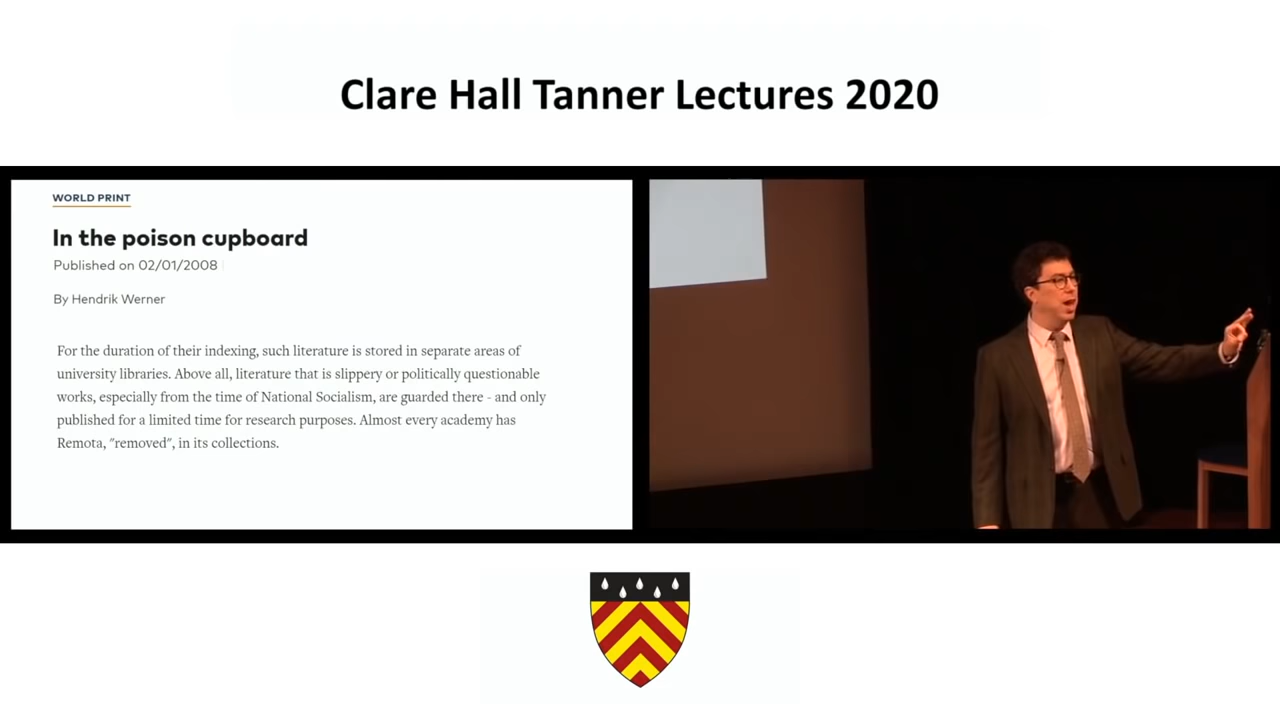 Clare Hall Tanner Lectures 2020
WORLD PRINT
In the poison cupboard
Published on 02/01/2008
By Hendrik Werner
For the duration of their indexing, such literature is stored in separate areas of
university libraries. Above all, literature that is slippery or politically questionable
works, especially from the time of National Socialism, are guarded there - and only
published for a limited time for research purposes. Almost every academy has
Remota, "removed", in its collections.